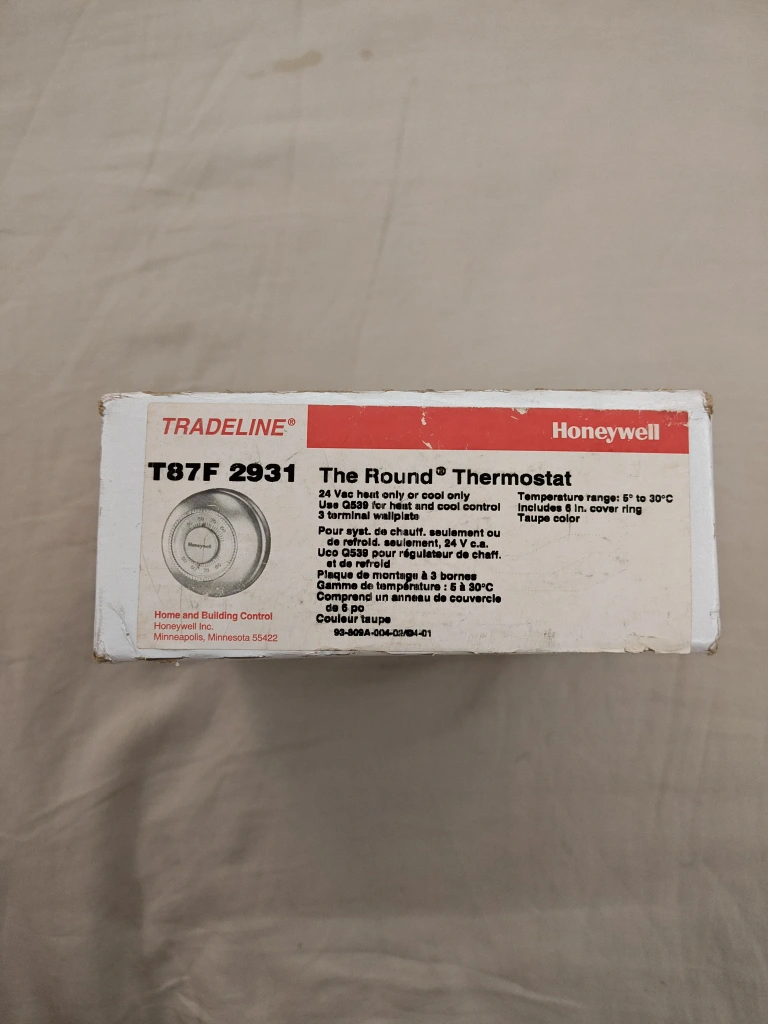 TRADELINE®
Honeywell
T87F 2931
The Round® Thermostat
24 Vac heat only or cool only
Use Q539 for heat and cool control
3 terminal wallplate
Temperature range: 5° to 30°C
Includes 6 in. cover ring
Taupe color
Pour syst. de chauff. seulement ou
de refroid. seulement, 24 V c.a.
Uco Q539 pour régulateur de chaff.
et de refroid
Plaque de montage à 3 bornes
Gamme de température : 5 à 30°C
Comprend un anneau de couvercle
de 6 po
Couleur taupe
Honeywell
Home and Building Control
Honeywell Inc.
Minneapolis, Minnesota 55422